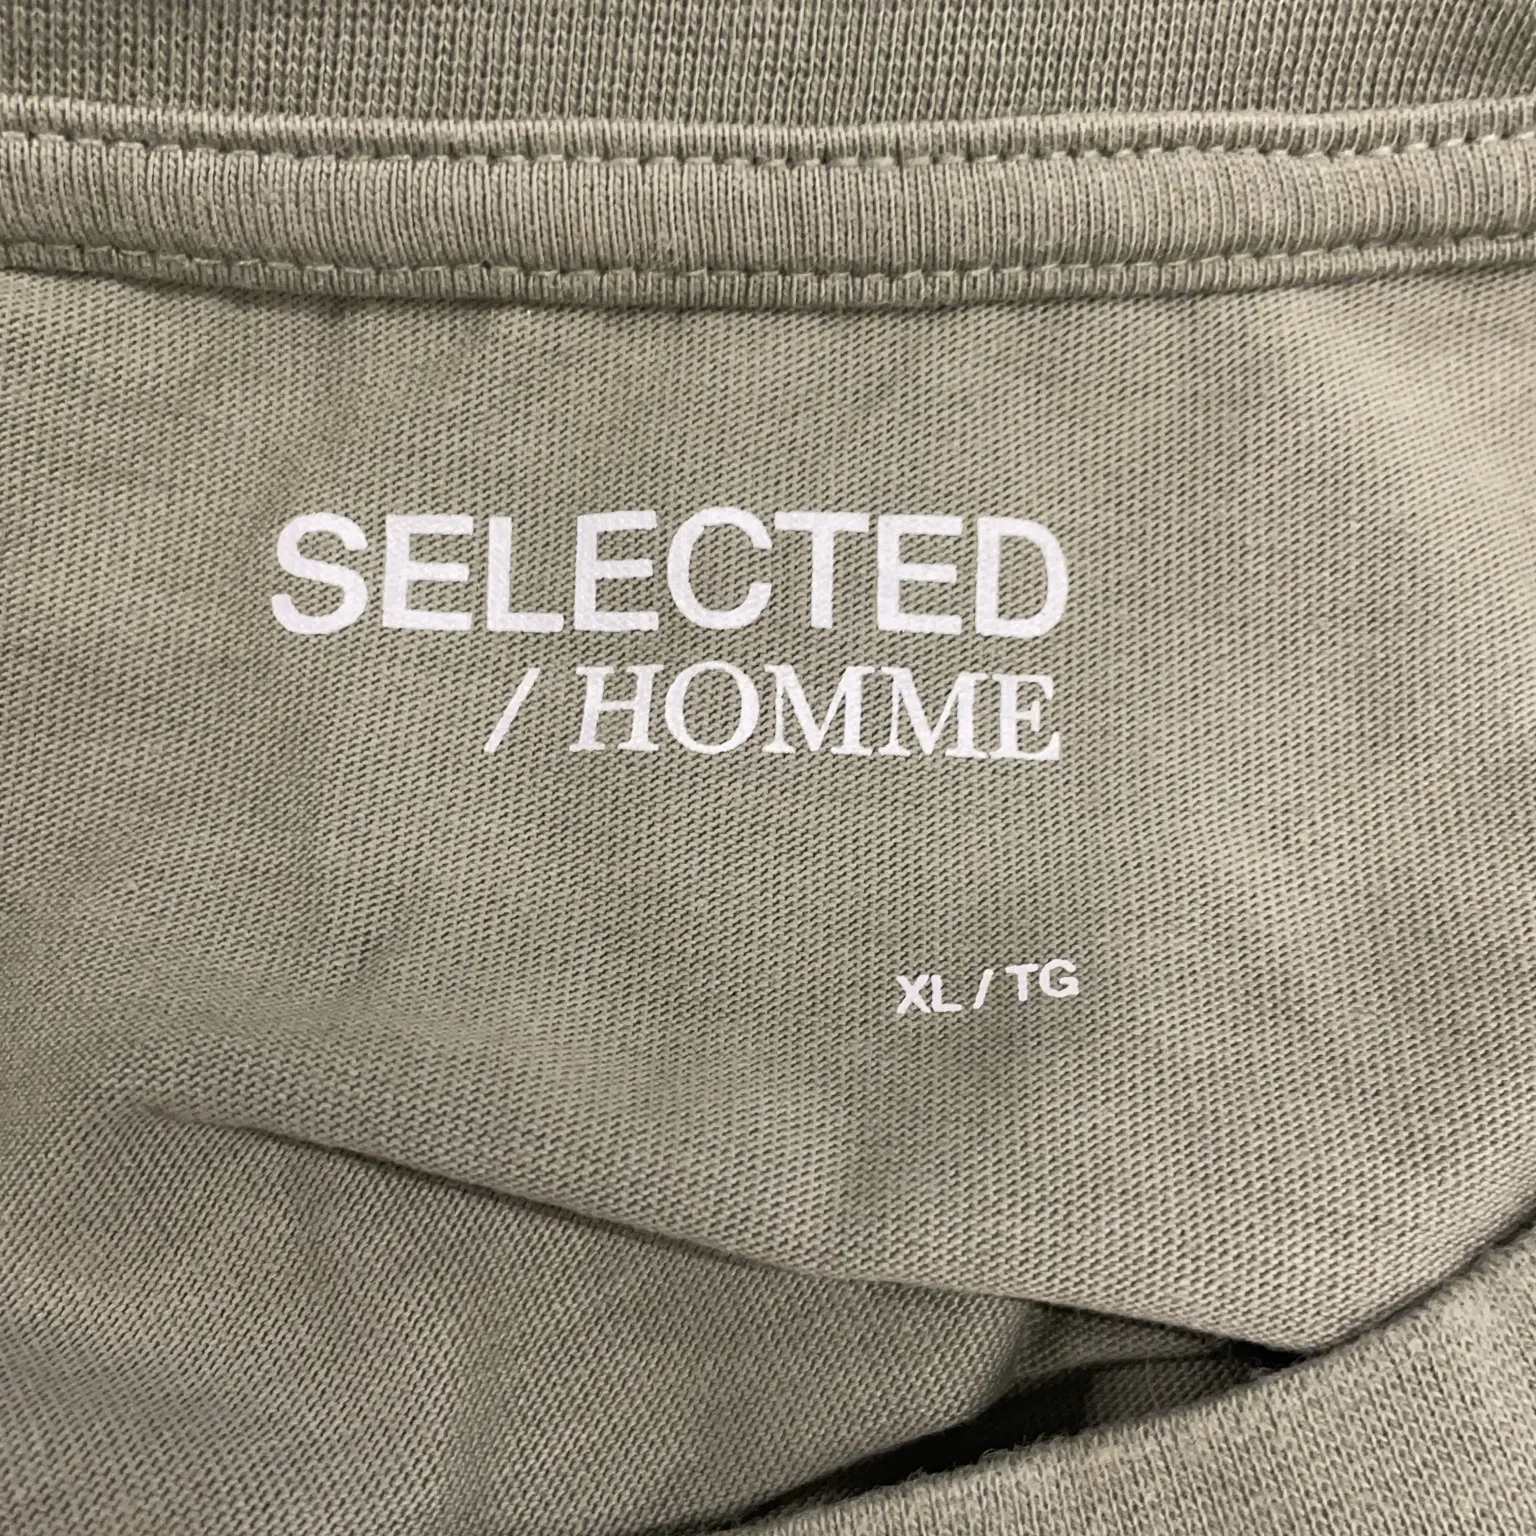 SELECTED
/ HOMME
XL / TG